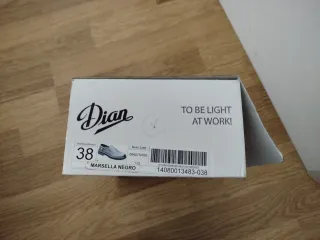 Dian
TO BE LIGHT
AT WORK!
38
MARSELLA NEGRO
14080013483-038